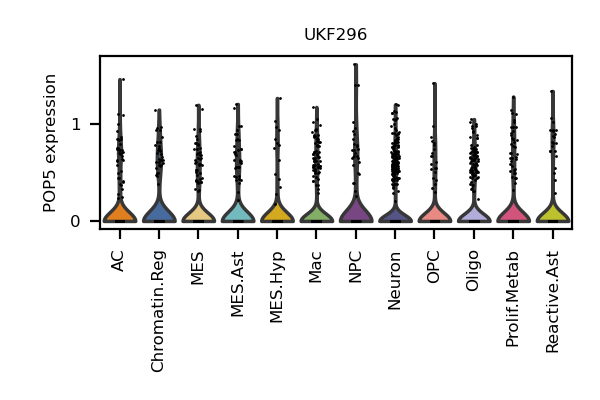 UKF296
POP5 expression
1
0
AC
Chromatin.Reg
MES
MES.Ast
MES.Hyp
Mac
NPC
Neuron
OPC
Oligo
Prolif.Metab
Reactive.Ast